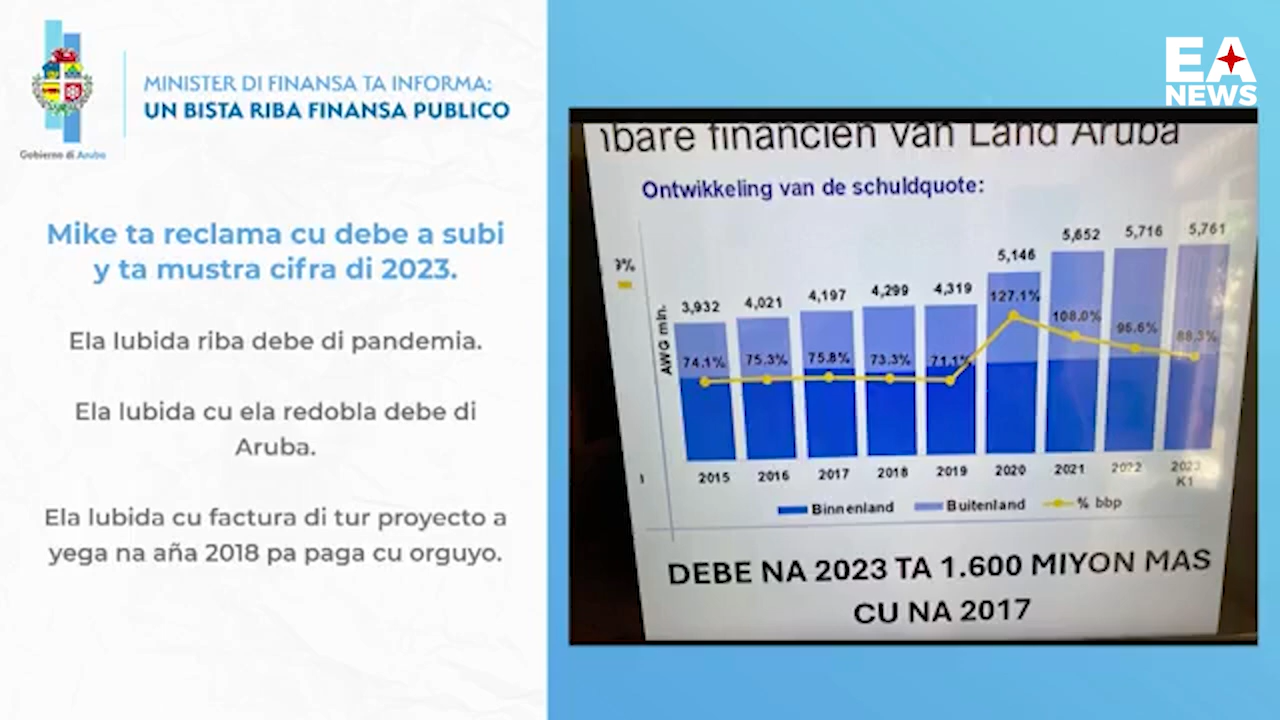 MINISTER DI FINANSA TA INFORMA:
UN BISTA RIBA FINANSA PUBLICO
Gobierno di Aruba
Mike ta reclama cu debe a subi
y ta mustra cifra di 2023.
Ela lubida riba debe di pandemia.
Ela lubida cu ela redobla debe di
Aruba.
Ela lubida cu factura di tur proyecto a
yega na aña 2018 pa paga cu orguyo.
EA
NEWS
financiën van Land Aruba
Ontwikkeling van de schuldquote:
AWG mln.
3,932 4,021 4,197 4,299 4,319 5,146 5,652 5,716 5,761
74.1% 75.3% 75.8% 73.3% 71.1% 127.1% 108.0% 96.6% 88.3%
2015 2016 2017 2018 2019 2020 2021 2022 2023
K1
Binnenland Buitenland % bbp
DEBE NA 2023 TA 1.600 MIYON MAS
CU NA 2017